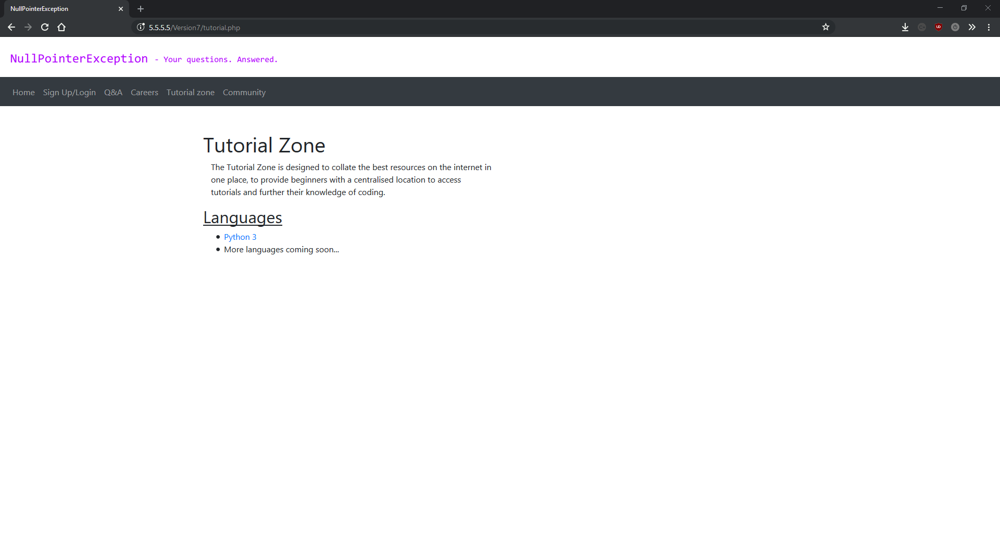 NullPointerException
5.5.5.5/Version7/tutorial.php
NullPointerException - Your questions. Answered.
Home Sign Up/Login Q&A Careers Tutorial zone Community
Tutorial Zone
The Tutorial Zone is designed to collate the best resources on the internet in
one place, to provide beginners with a centralised location to access
tutorials and further their knowledge of coding.
Languages
Python 3
More languages coming soon...